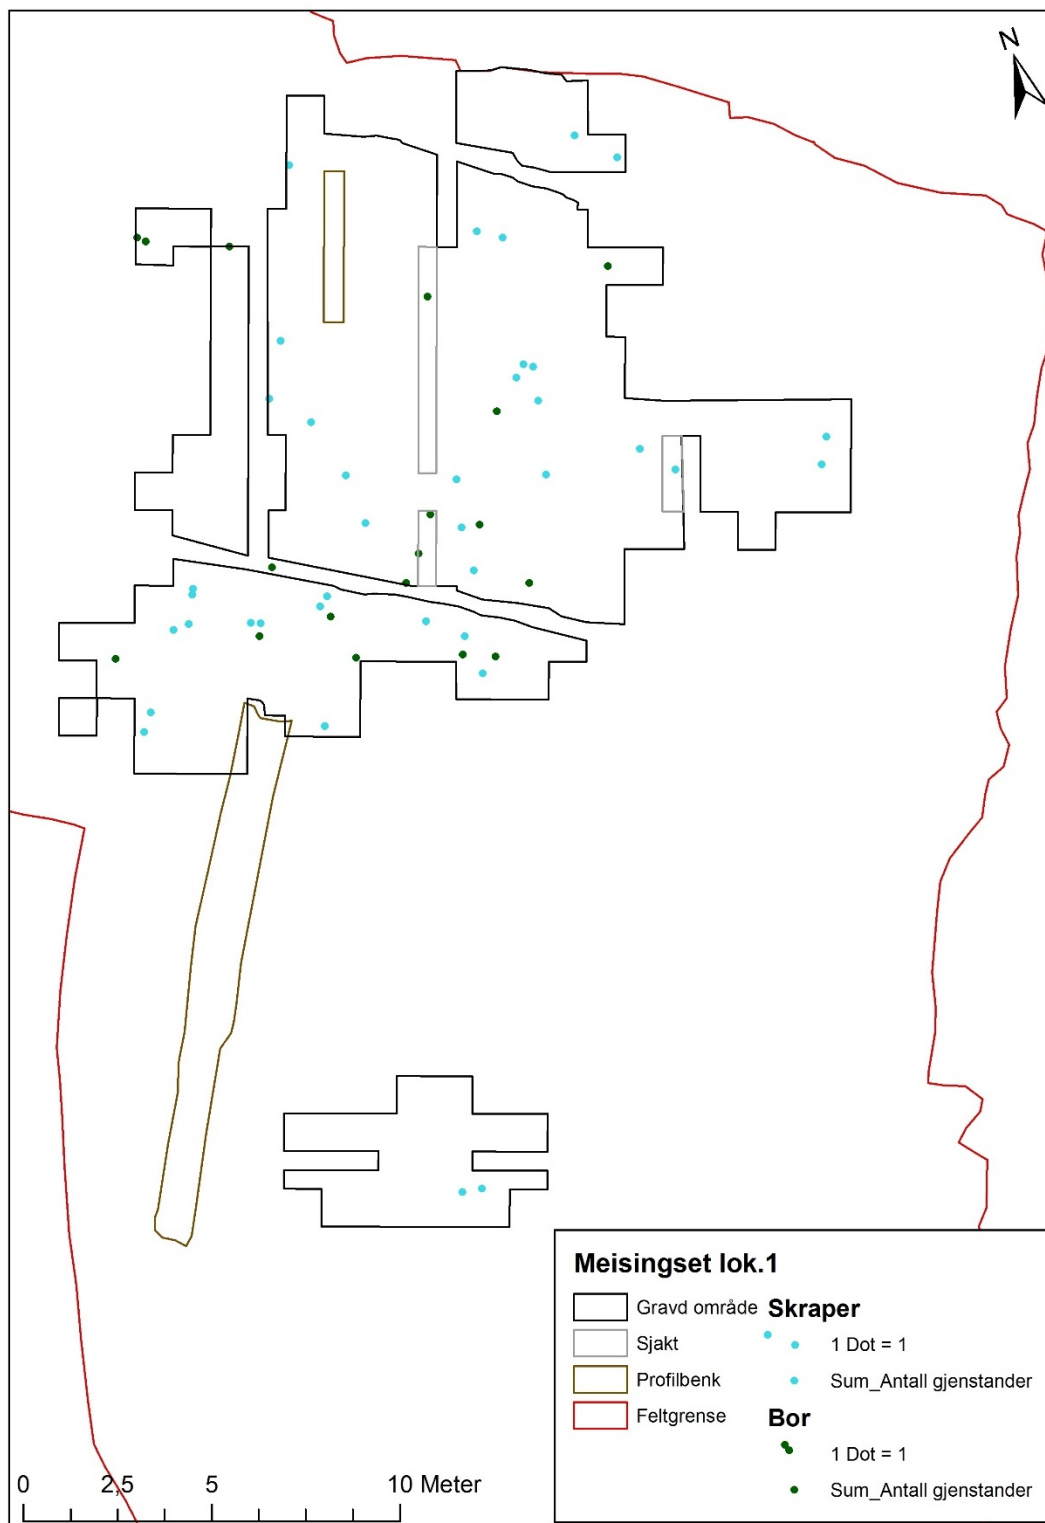 N
Meisingset lok.1
Gravd område
Sjakt
Profilbenk
Feltgrense
Skraper
1 Dot = 1
Sum_Antall gjenstander
Bor
1 Dot = 1
Sum_Antall gjenstander
0 2,5 5 10 Meter